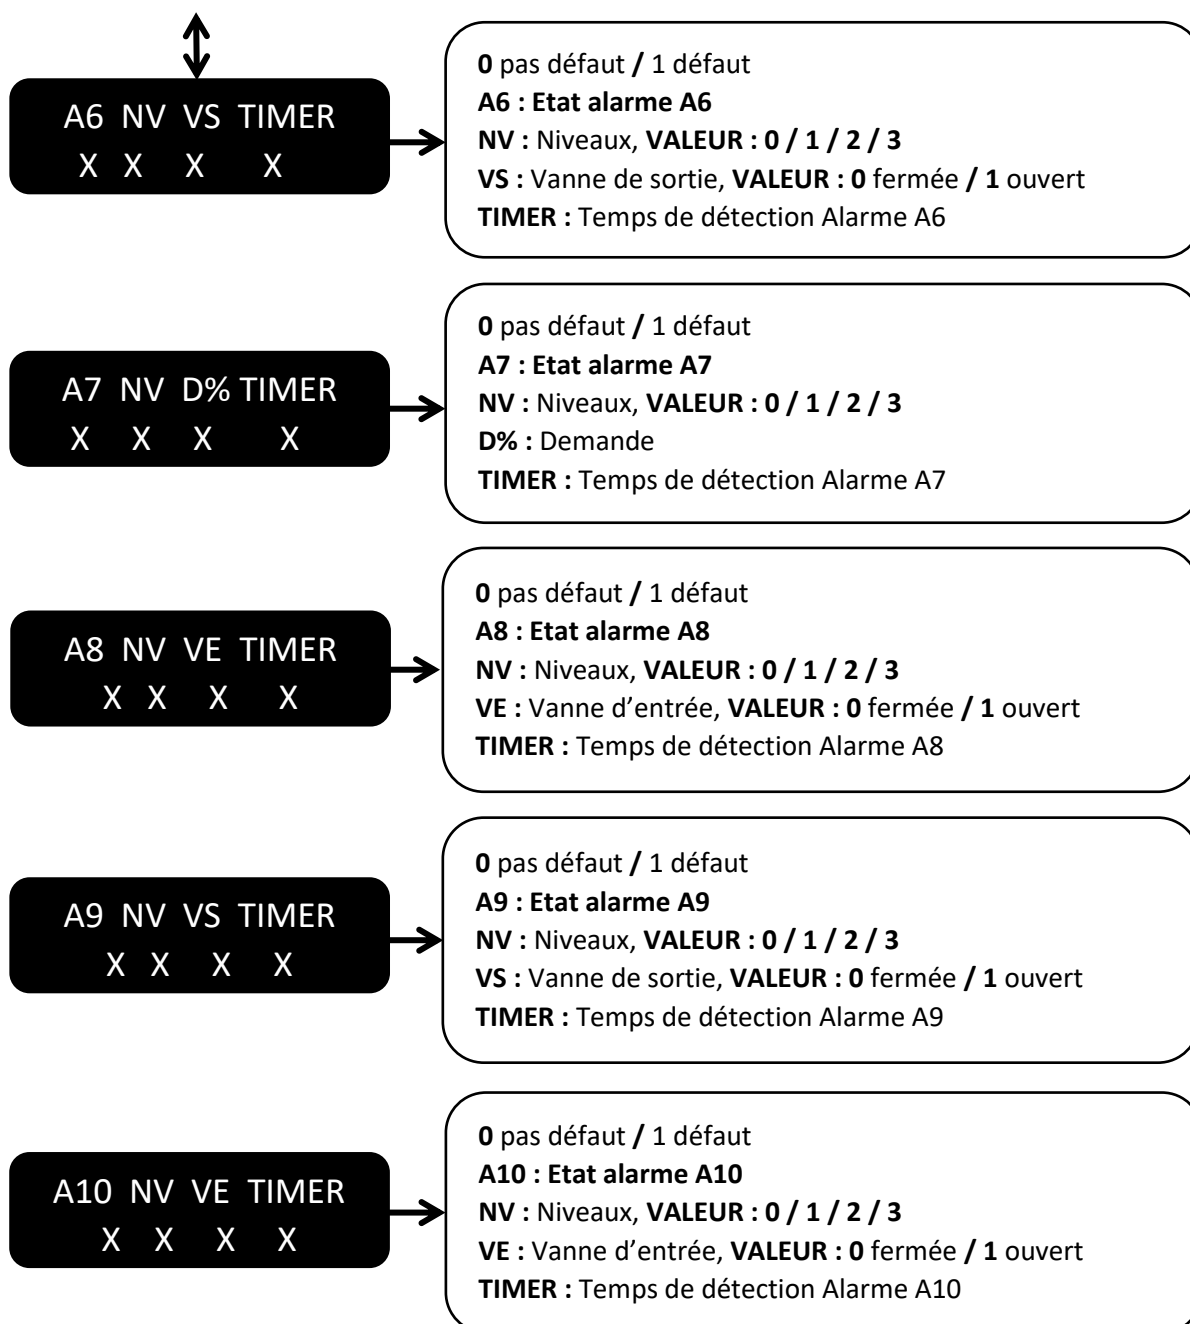 A6 NV VS TIMER
X X X X
0 pas défaut / 1 défaut
A6 : Etat alarme A6
NV : Niveaux, VALEUR : 0 / 1 / 2 / 3
VS : Vanne de sortie, VALEUR : 0 fermée / 1 ouvert
TIMER : Temps de détection Alarme A6
A7 NV D% TIMER
X X X X
0 pas défaut / 1 défaut
A7 : Etat alarme A7
NV : Niveaux, VALEUR : 0 / 1 / 2 / 3
D% : Demande
TIMER : Temps de détection Alarme A7
A8 NV VE TIMER
X X X X
0 pas défaut / 1 défaut
A8 : Etat alarme A8
NV : Niveaux, VALEUR : 0 / 1 / 2 / 3
VE : Vanne d’entrée, VALEUR : 0 fermée / 1 ouvert
TIMER : Temps de détection Alarme A8
A9 NV VS TIMER
X X X X
0 pas défaut / 1 défaut
A9 : Etat alarme A9
NV : Niveaux, VALEUR : 0 / 1 / 2 / 3
VS : Vanne de sortie, VALEUR : 0 fermée / 1 ouvert
TIMER : Temps de détection Alarme A9
A10 NV VE TIMER
X X X X
0 pas défaut / 1 défaut
A10 : Etat alarme A10
NV : Niveaux, VALEUR : 0 / 1 / 2 / 3
VE : Vanne d’entrée, VALEUR : 0 fermée / 1 ouvert
TIMER : Temps de détection Alarme A10